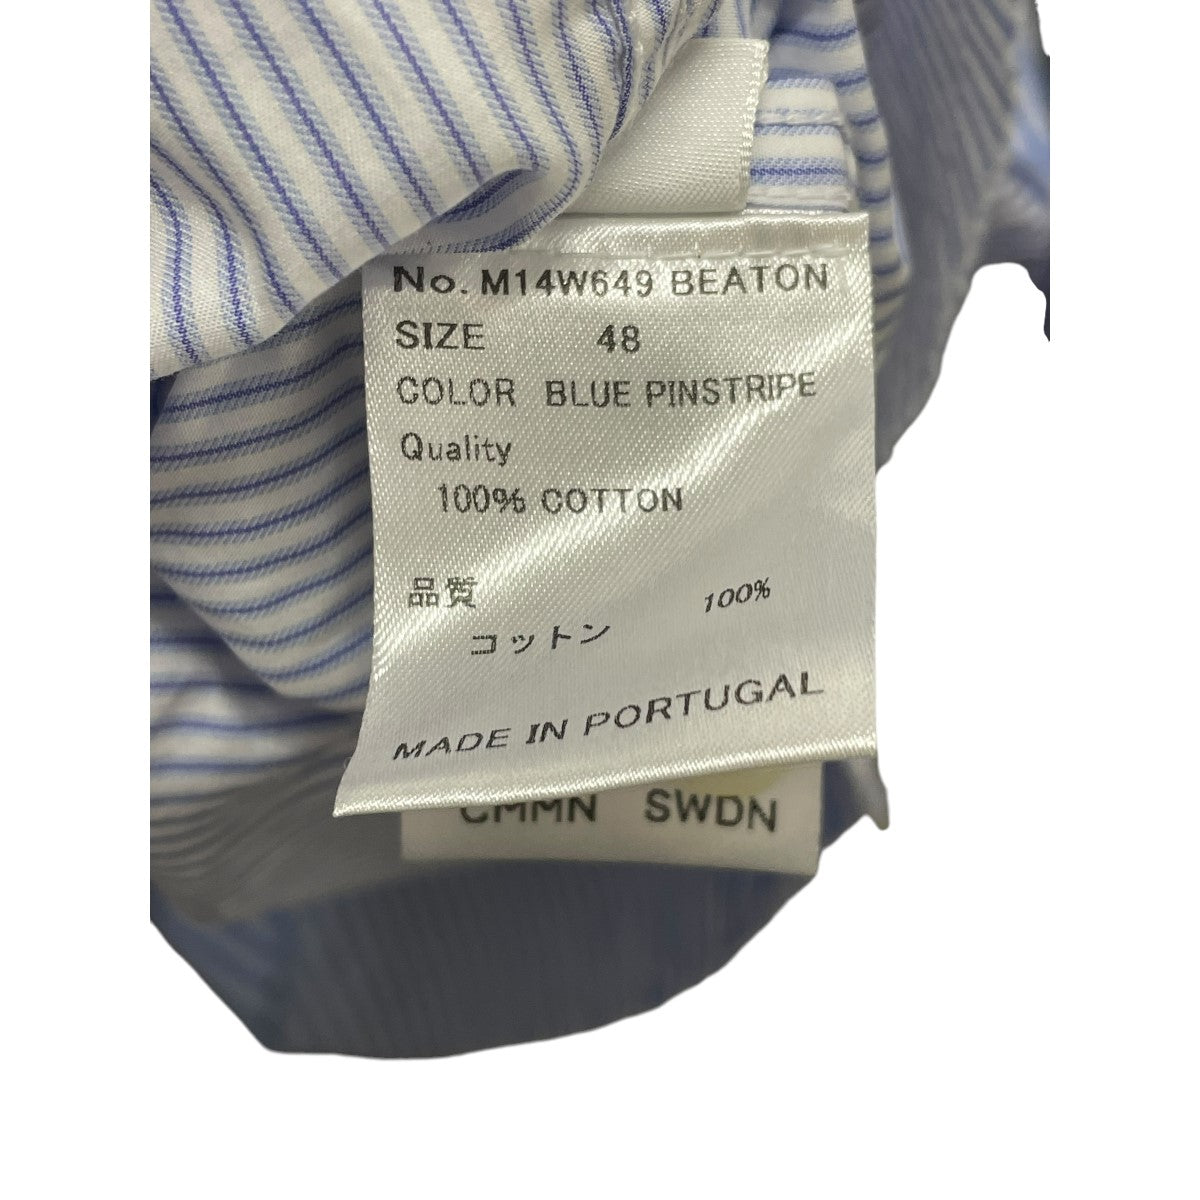 No. M14W649 BEATON
SIZE 48
COLOR BLUE PINSTRIPE
Quality
100% COTTON
品質 100%
コットン
MADE IN PORTUGAL
CMMN SWDN